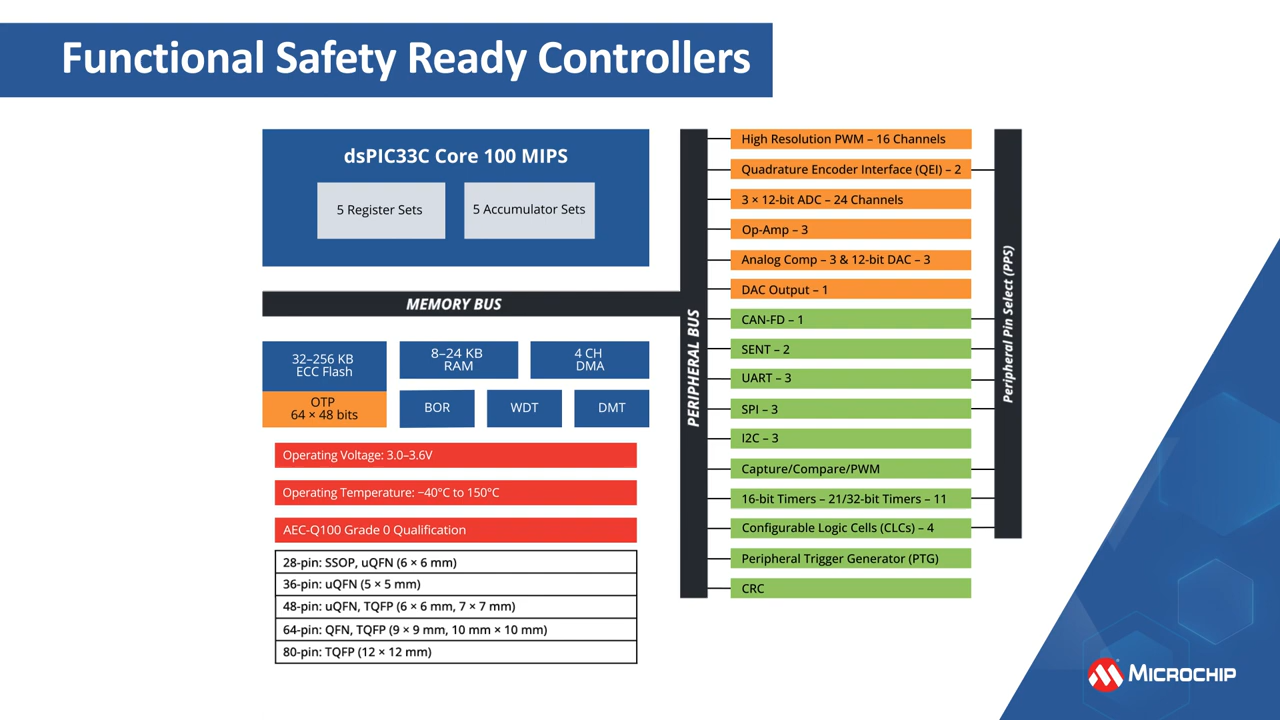 Functional Safety Ready Controllers
dsPIC33C Core 100 MIPS
5 Register Sets
5 Accumulator Sets
MEMORY BUS
32–256 KB
ECC Flash
OTP
64 × 48 bits
8–24 KB
RAM
4 CH
DMA
BOR
WDT
DMT
Operating Voltage: 3.0–3.6V
Operating Temperature: −40°C to 150°C
AEC-Q100 Grade 0 Qualification
28-pin: SSOP, uQFN (6 × 6 mm)
36-pin: uQFN (5 × 5 mm)
48-pin: uQFN, TQFP (6 × 6 mm, 7 × 7 mm)
64-pin: QFN, TQFP (9 × 9 mm, 10 mm × 10 mm)
80-pin: TQFP (12 × 12 mm)
PERIPHERAL BUS
High Resolution PWM – 16 Channels
Quadrature Encoder Interface (QEI) – 2
3 × 12-bit ADC – 24 Channels
Op-Amp – 3
Analog Comp – 3 & 12-bit DAC – 3
DAC Output – 1
CAN-FD – 1
SENT – 2
UART – 3
SPI – 3
I2C – 3
Capture/Compare/PWM
16-bit Timers – 21/32-bit Timers – 11
Configurable Logic Cells (CLCs) – 4
Peripheral Trigger Generator (PTG)
CRC
Peripheral Pin Select (PPS)
MICROCHIP